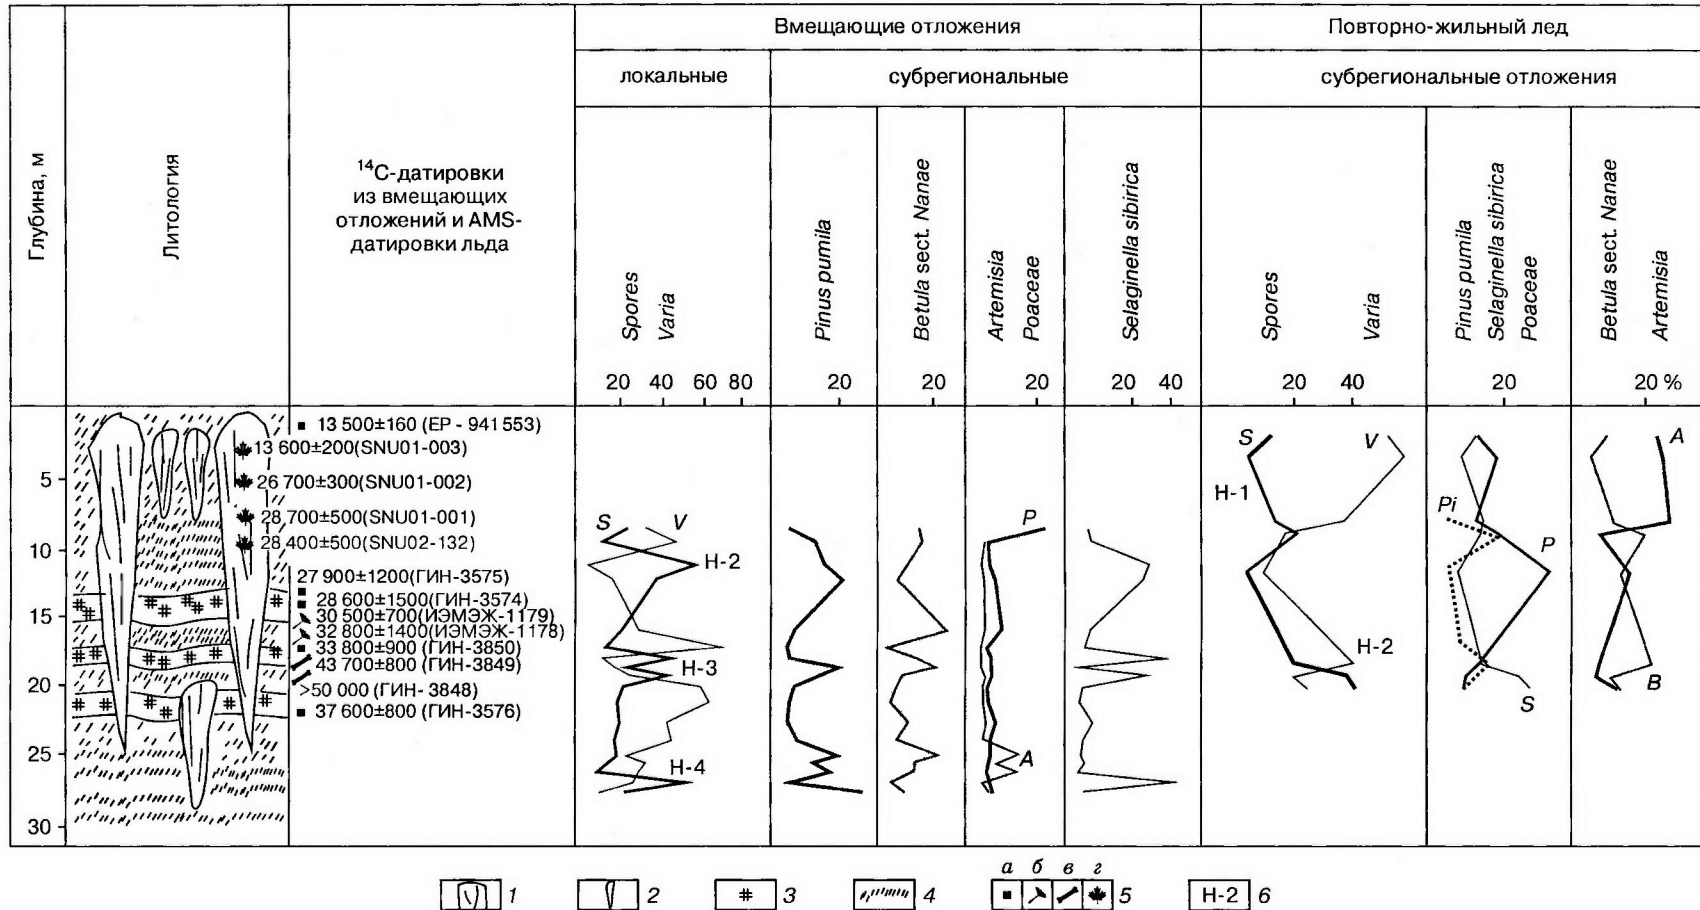 Вмещающие отложения
Повторно-жильный лед
локальные
субрегиональные
субрегиональные отложения
Глубина, м
Литология
¹⁴C-датировки
из вмещающих
отложений и AMS-
датировки льда
Spores
Varia
Pinus pumila
Betula sect. Nanae
Artemisia
Poaceae
Selaginella sibirica
Spores
Varia
Pinus pumila
Selaginella sibirica
Poaceae
Betula sect. Nanae
Artemisia
20 40 60 80
20
20
20
20 40
20 40
20
20 %
5
10
15
20
25
30
13 500±160 (EP - 941553)
13 600±200(SNU01-003)
26 700±300(SNU01-002)
28 700±500(SNU01-001)
28 400±500(SNU02-132)
27 900±1200(ГИН-3575)
28 600±1500(ГИН-3574)
30 500±700(ИЭМЭЖ-1179)
32 800±1400(ИЭМЭЖ-1178)
33 800±900 (ГИН-3850)
43 700±800 (ГИН-3849)
>50 000 (ГИН- 3848)
37 600±800 (ГИН-3576)
S V
H-2
H-3
H-4
P
A
S V
H-1
H-2
Pi
P
S
A
B
1
2
3
4
а б в г
5
H-2 6